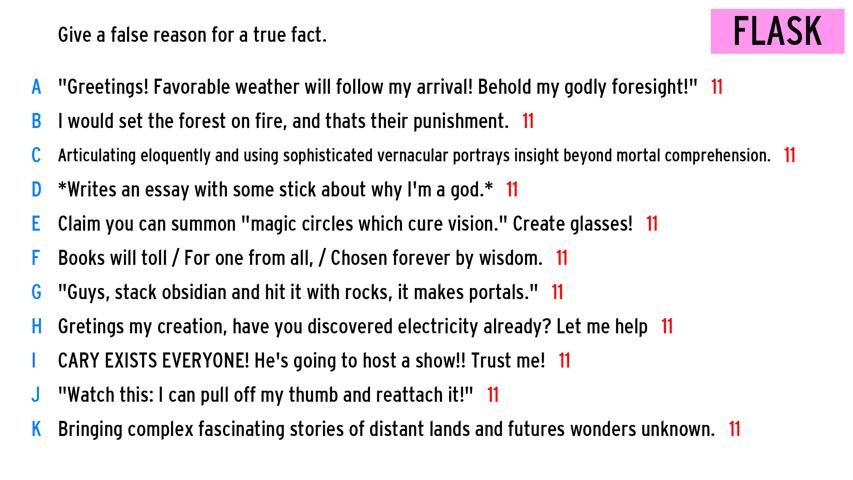 Give a false reason for a true fact.
FLASK
A "Greetings! Favorable weather will follow my arrival! Behold my godly foresight!" 11
B I would set the forest on fire, and thats their punishment. 11
C Articulating eloquently and using sophisticated vernacular portrays insight beyond mortal comprehension. 11
D *Writes an essay with some stick about why I'm a god.* 11
E Claim you can summon "magic circles which cure vision." Create glasses! 11
F Books will toll / For one from all, / Chosen forever by wisdom. 11
G "Guys, stack obsidian and hit it with rocks, it makes portals." 11
H Gretings my creation, have you discovered electricity already? Let me help 11
I CARY EXISTS EVERYONE! He's going to host a show!! Trust me! 11
J "Watch this: I can pull off my thumb and reattach it!" 11
K Bringing complex fascinating stories of distant lands and futures wonders unknown. 11